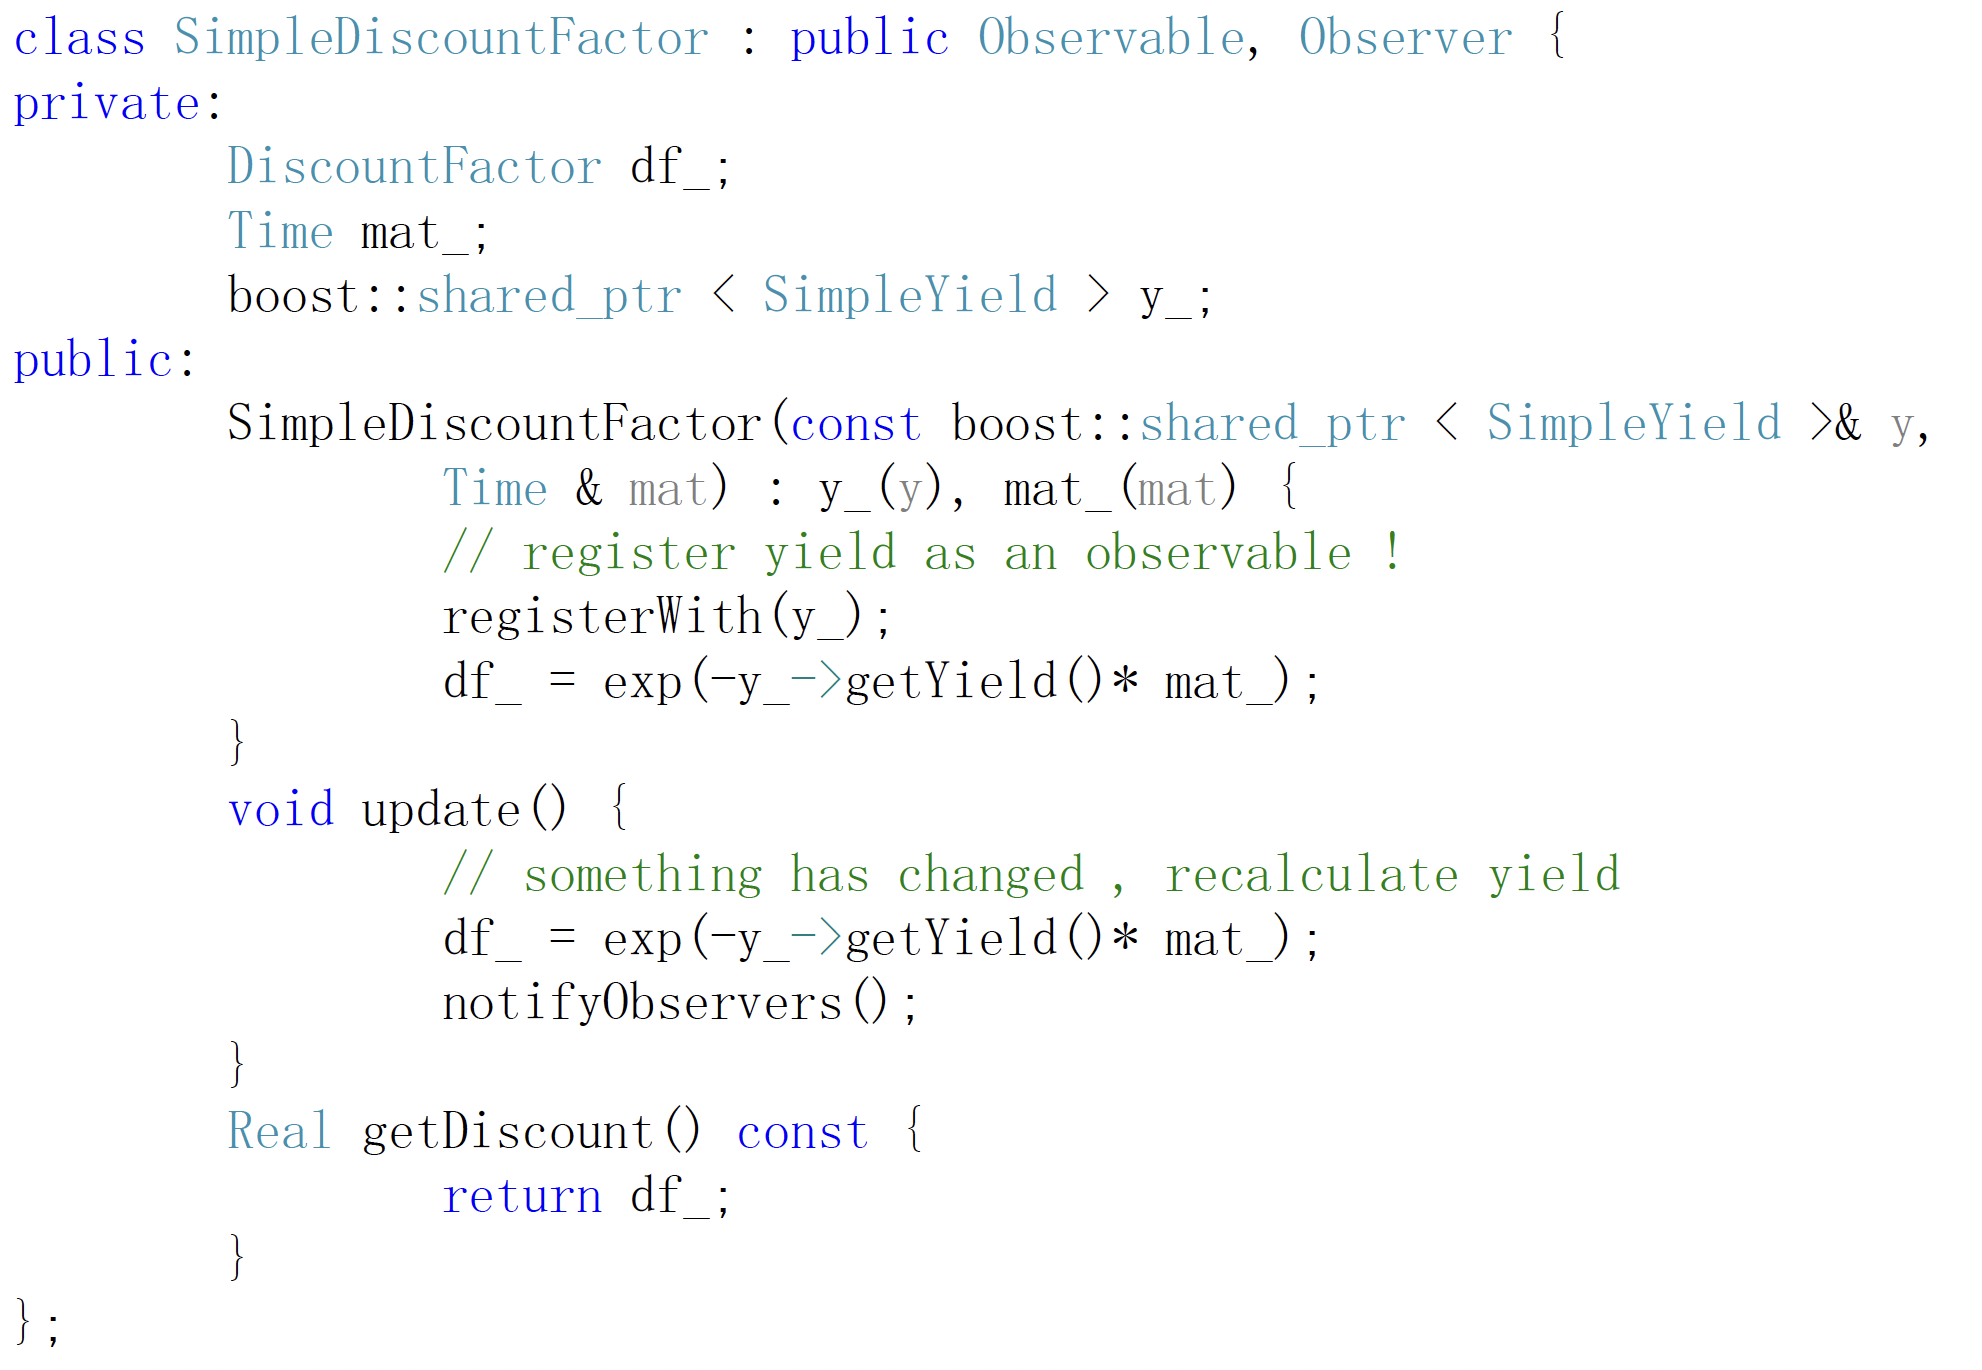 class SimpleDiscountFactor : public Observable, Observer {
private:
        DiscountFactor df_;
        Time mat_;
        boost::shared_ptr < SimpleYield > y_;
public:
        SimpleDiscountFactor(const boost::shared_ptr < SimpleYield >& y,
                Time & mat) : y_(y), mat_(mat) {
                // register yield as an observable !
                registerWith(y_);
                df_ = exp(-y_->getYield()* mat_);
        }
        void update() {
                // something has changed , recalculate yield
                df_ = exp(-y_->getYield()* mat_);
                notifyObservers();
        }
        Real getDiscount() const {
                return df_;
        }
};